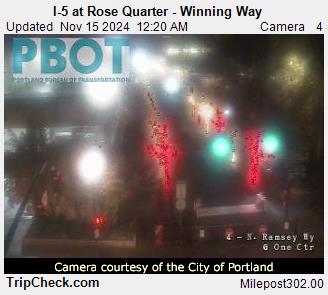 I-5 at Rose Quarter - Winning Way
Updated Nov 15 2024 12:20 AM Camera 4
PBOT
PORTLAND BUREAU OF TRANSPORTATION
4 - N. Ramsey Wy
@ One Ctr
Camera courtesy of the City of Portland
TripCheck.com Milepost302.00